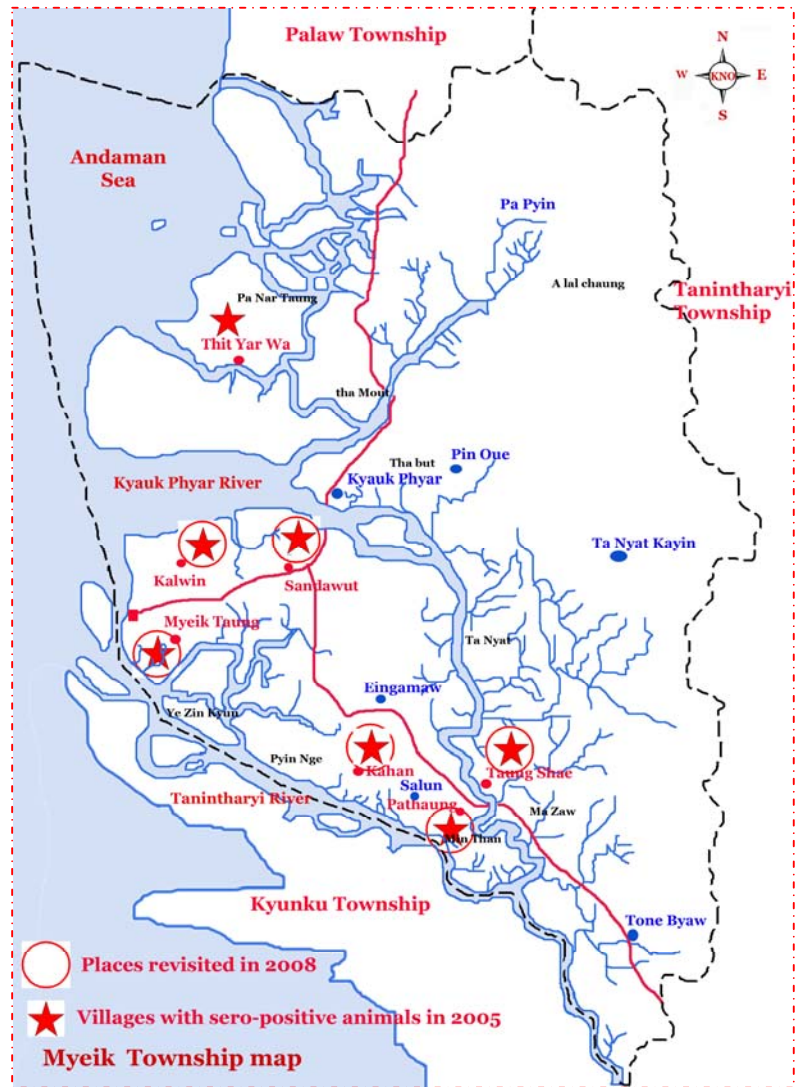 Palaw Township
N
W
KNO
E
S
Andaman
Sea
Pa Pyin
A lal chaung
Tanintharyi
Township
Pa Nar Taung
Thit Yar Wa
tha Mout
Tha but
Pin Oue
Kyauk Phyar River
Kyauk Phyar
Ta Nyat Kayin
Kalwin
Sandawut
Myeik Taung
Ta Nyat
Eingamaw
Ye Zin Kyun
Pyin Nge
Kahan
Taung Shae
Tanintharyi River
Salun
Pathaung
Ma Zaw
Min Than
Kyunku Township
Tone Byaw
Places revisited in 2008
Villages with sero-positive animals in 2005
Myeik Township map